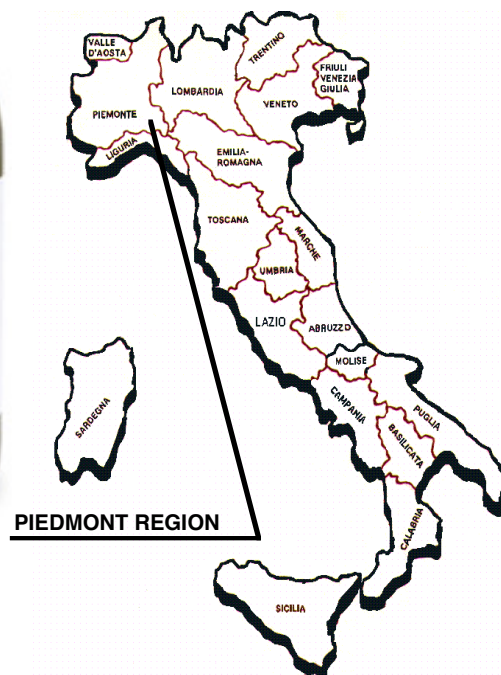 VALLE
D'AOSTA
TRENTINO
FRIULI
VENEZIA
GIULIA
LOMBARDIA
VENETO
PIEMONTE
LIGURIA
EMILIA-
ROMAGNA
TOSCANA
MARCHE
UMBRIA
LAZIO
ABRUZZO
MOLISE
CAMPANIA
PUGLIA
BASILICATA
SARDEGNA
PIEDMONT REGION
CALABRIA
SICILIA